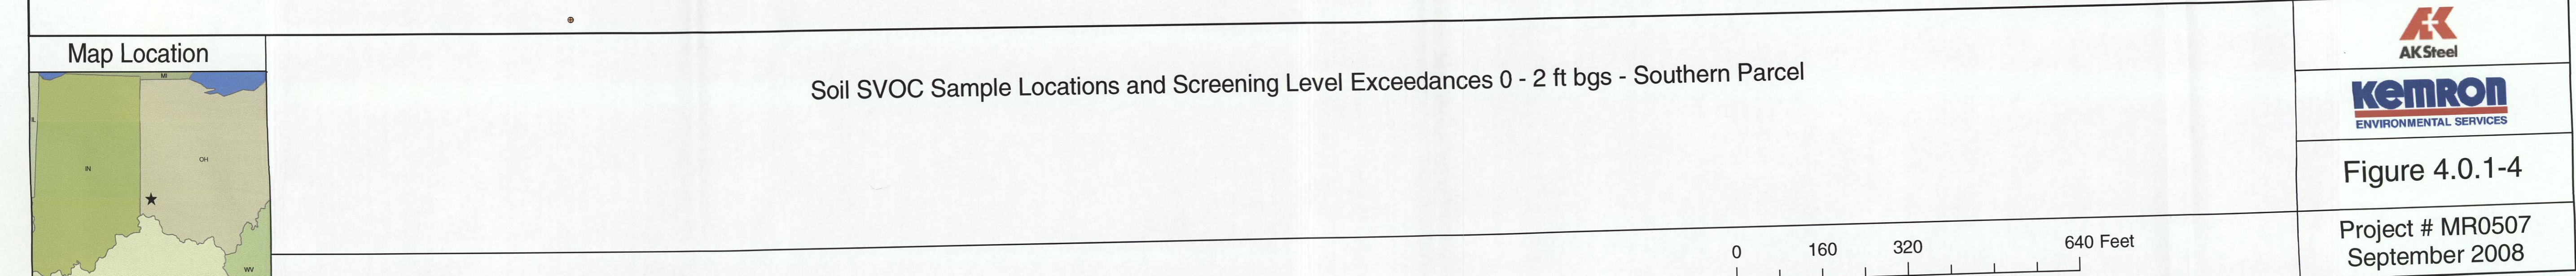 Map Location
MI
IL
IN
OH
WV
Soil SVOC Sample Locations and Screening Level Exceedances 0 - 2 ft bgs - Southern Parcel
0 160 320 640 Feet
AK
AK Steel
KEMRON
ENVIRONMENTAL SERVICES
Figure 4.0.1-4
Project # MR0507
September 2008